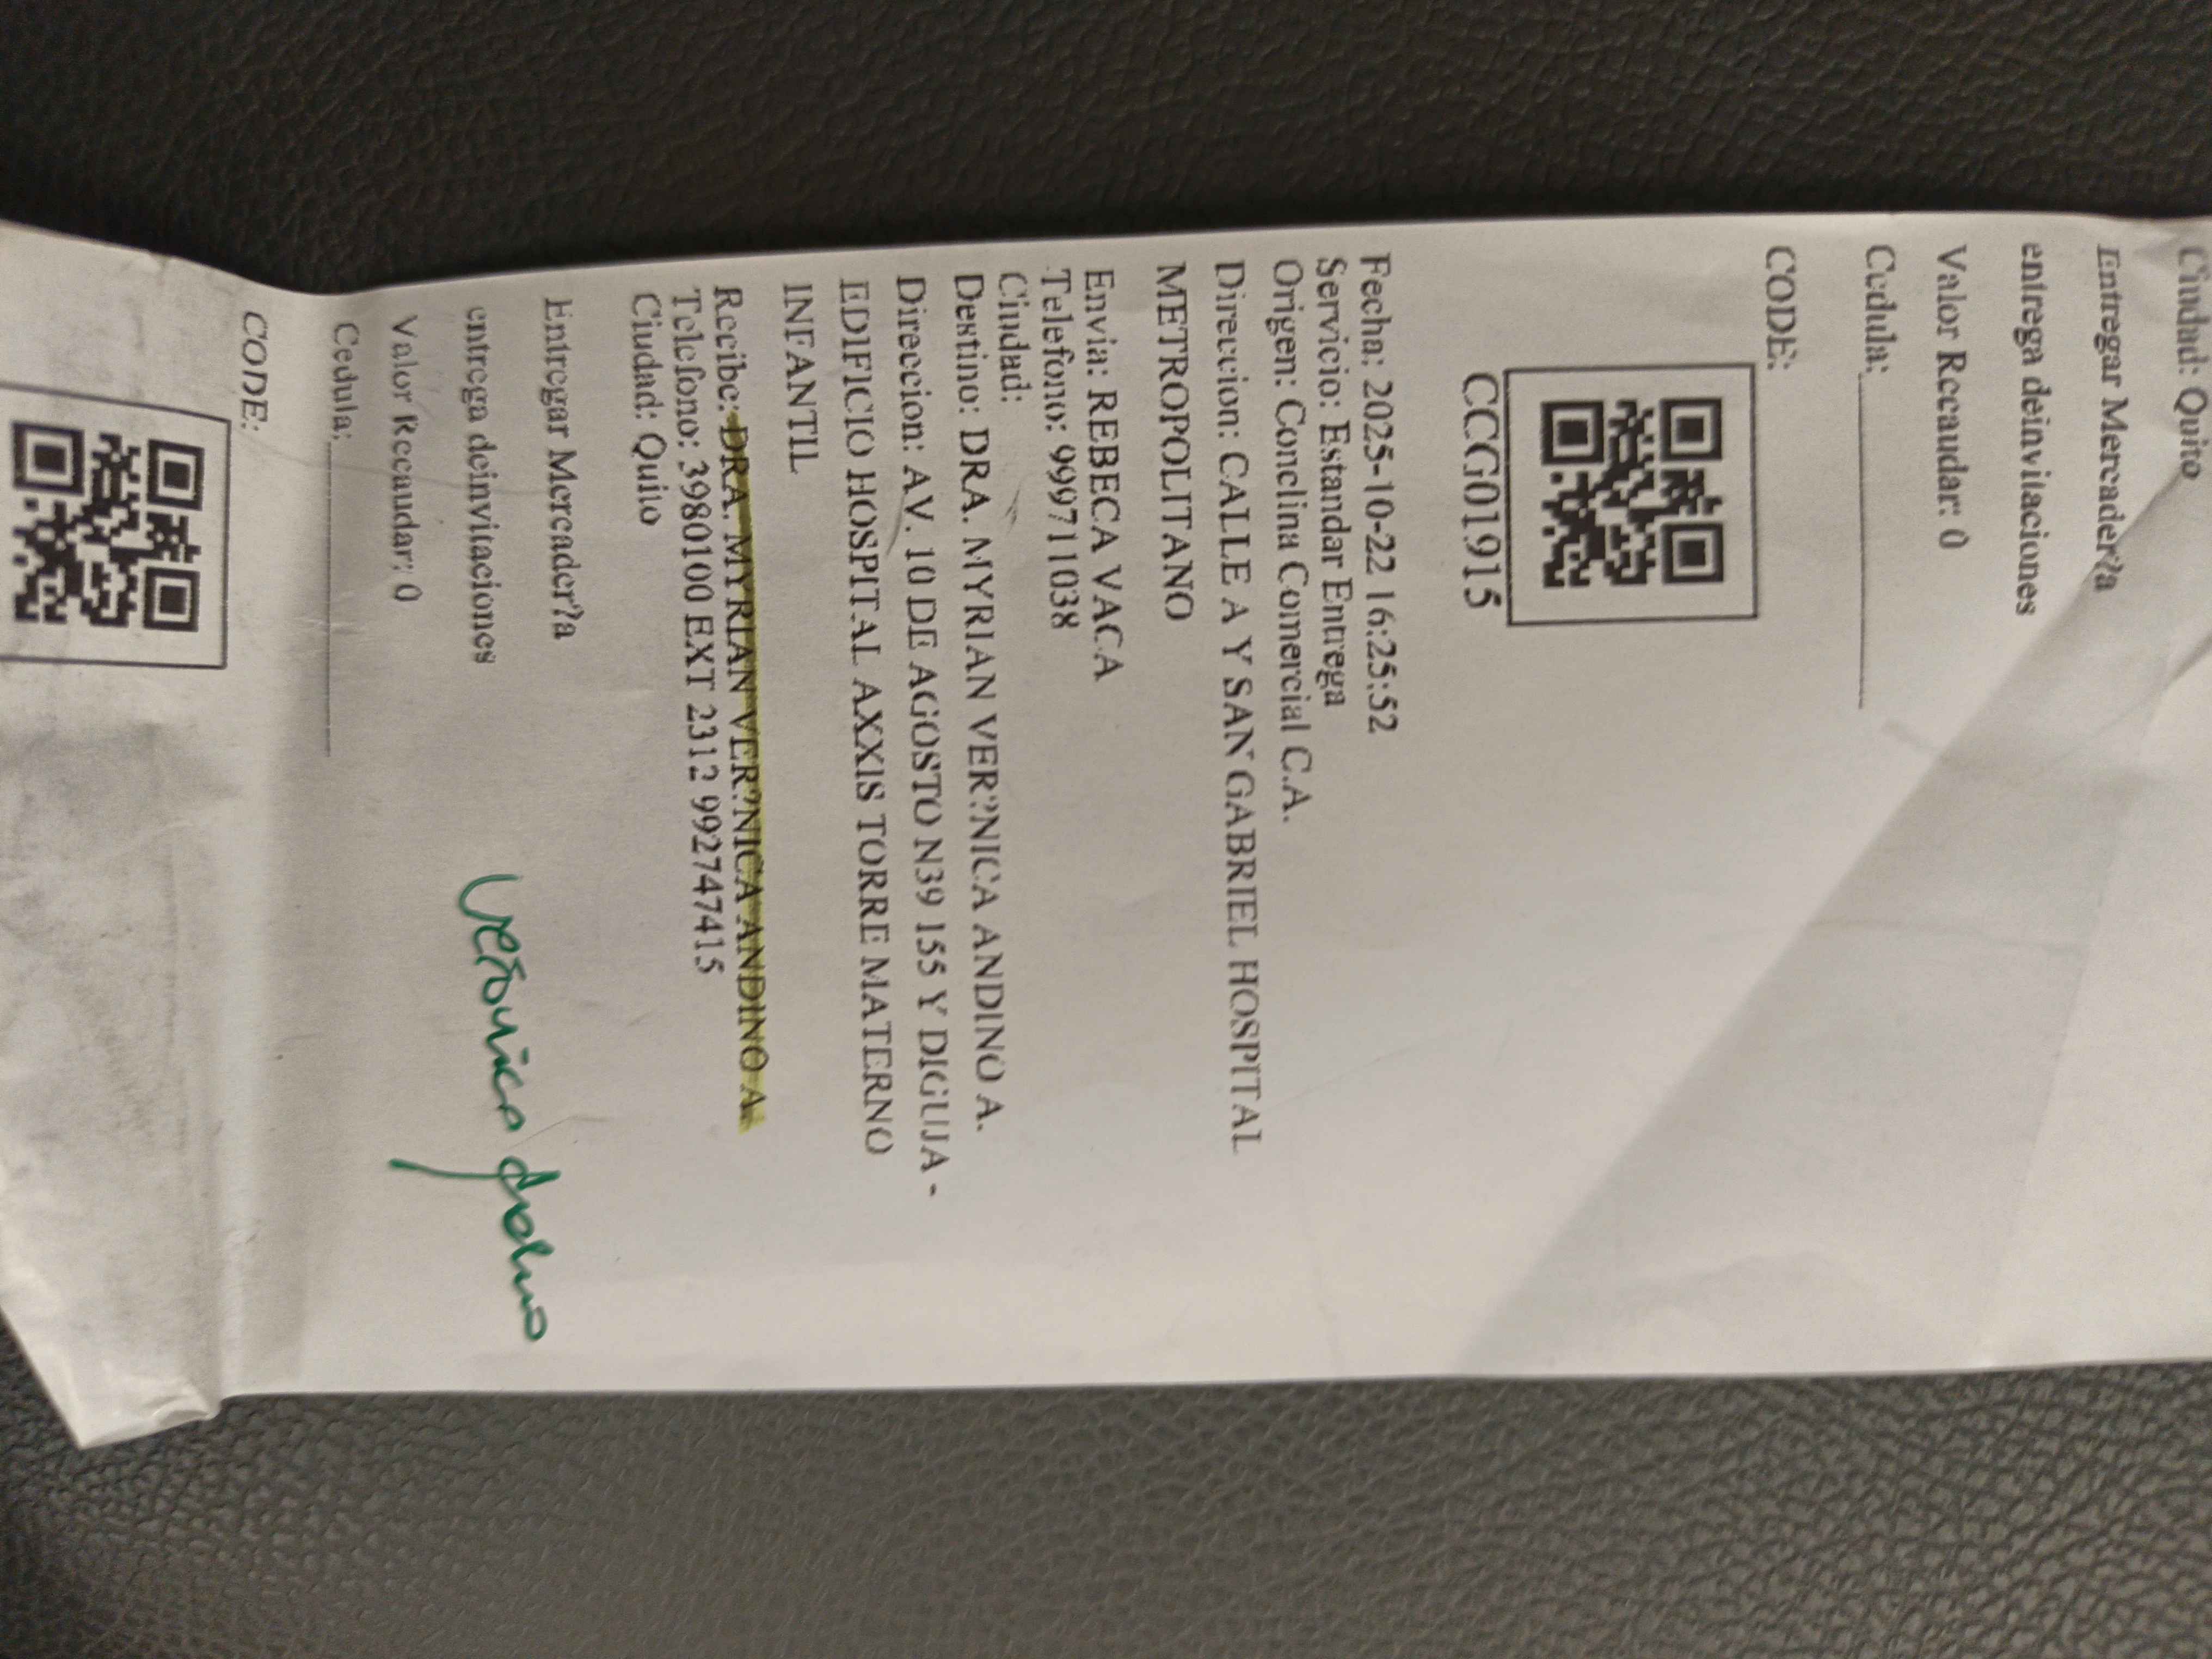 Ciudad: Quito
Entregar Mercader?a
entrega deinvitaciones
Valor Recaudar: 0
Cedula:
CODE:
CCG01915
Fecha: 2025-10-22 16:25:52
Servicio: Estandar Entrega
Origen: Conclina Comercial C.A.
Direccion: CALLE A Y SAN GABRIEL HOSPITAL
METROPOLITANO
Envia: REBECA VACA
Telefono: 999711038
Ciudad:
Destino: DRA. MYRIAN VER?NICA ANDINO A.
Direccion: AV. 10 DE AGOSTO N39 155 Y DIGUJA -
EDIFICIO HOSPITAL AXXIS TORRE MATERNO
INFANTIL
Recibe: DRA. MYRIAN VER?NICA ANDINO A.
Telefono: 3980100 EXT 2312 992747415
Ciudad: Quito
Entregar Mercader?a
entrega deinvitaciones
Veronica Andino
Valor Recaudar: 0
Cedula:
CODE: